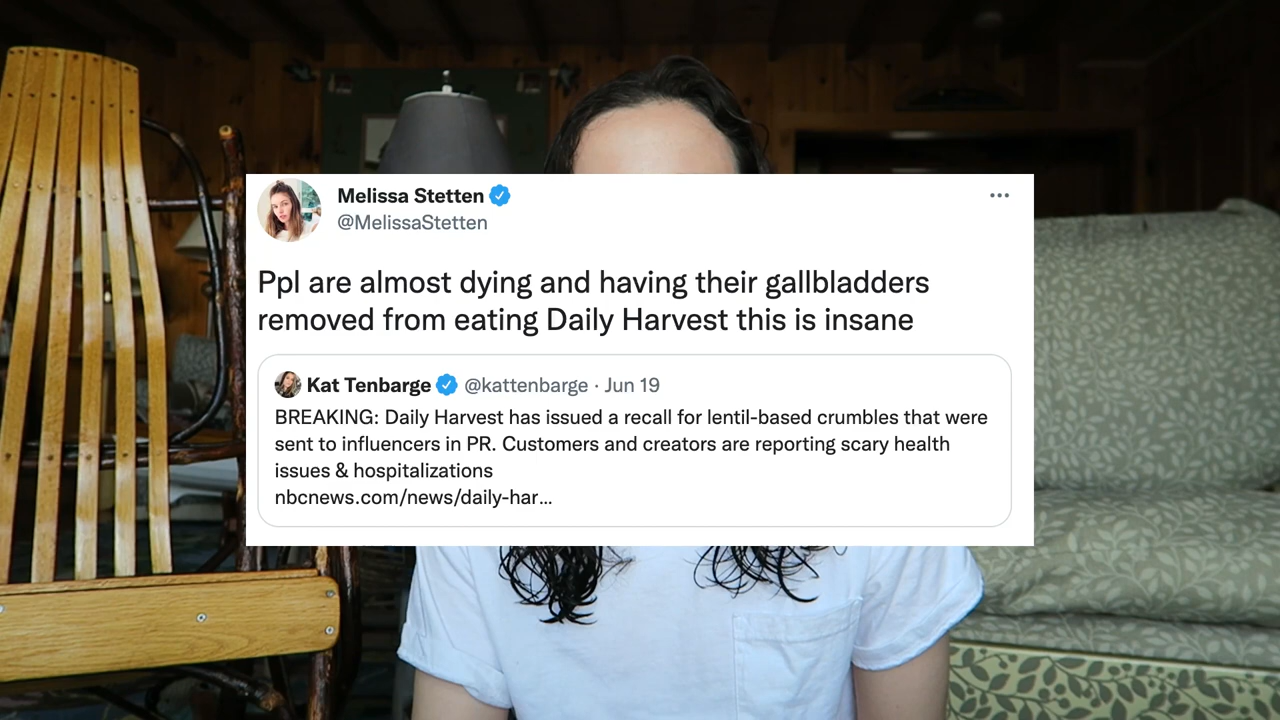 Melissa Stetten
@MelissaStetten
Ppl are almost dying and having their gallbladders
removed from eating Daily Harvest this is insane
Kat Tenbarge @kattenbarge · Jun 19
BREAKING: Daily Harvest has issued a recall for lentil-based crumbles that were
sent to influencers in PR. Customers and creators are reporting scary health
issues & hospitalizations
nbcnews.com/news/daily-har...